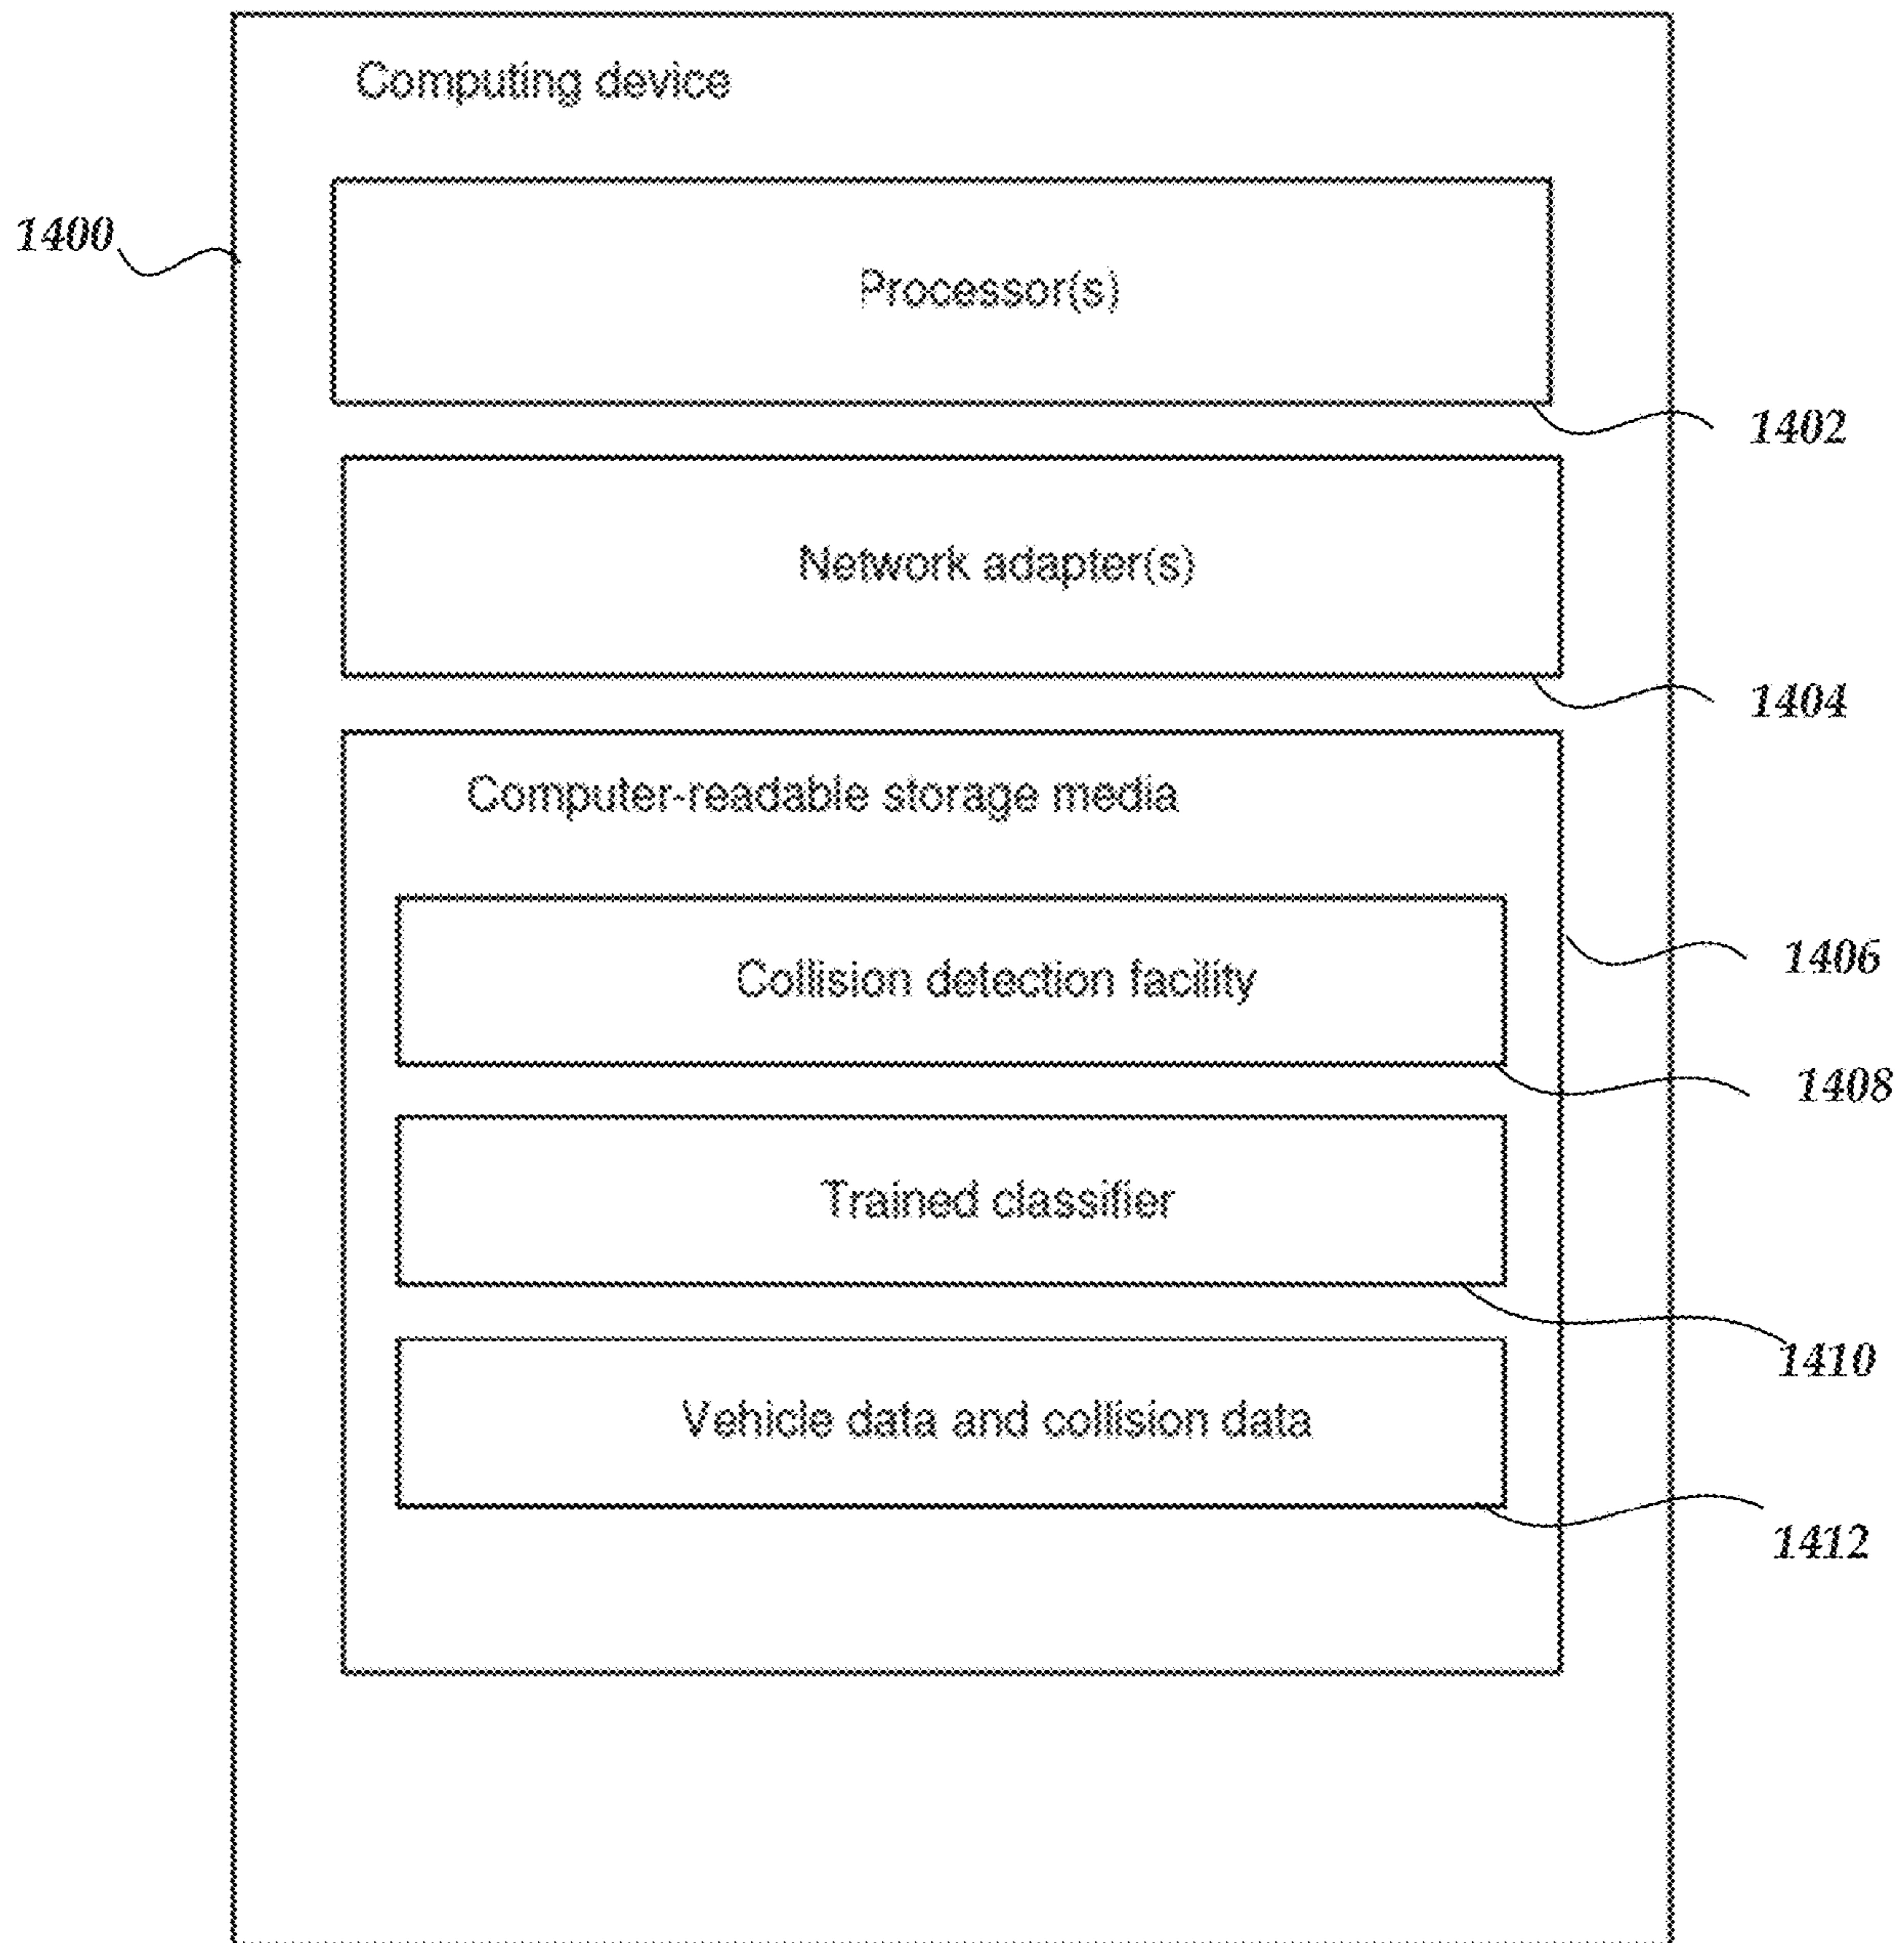 Computing device
1400
Processor(s)
1402
Network adapter(s)
1404
Computer-readable storage media
1406
Collision detection facility
1408
Trained classifier
1410
Vehicle data and collision data
1412